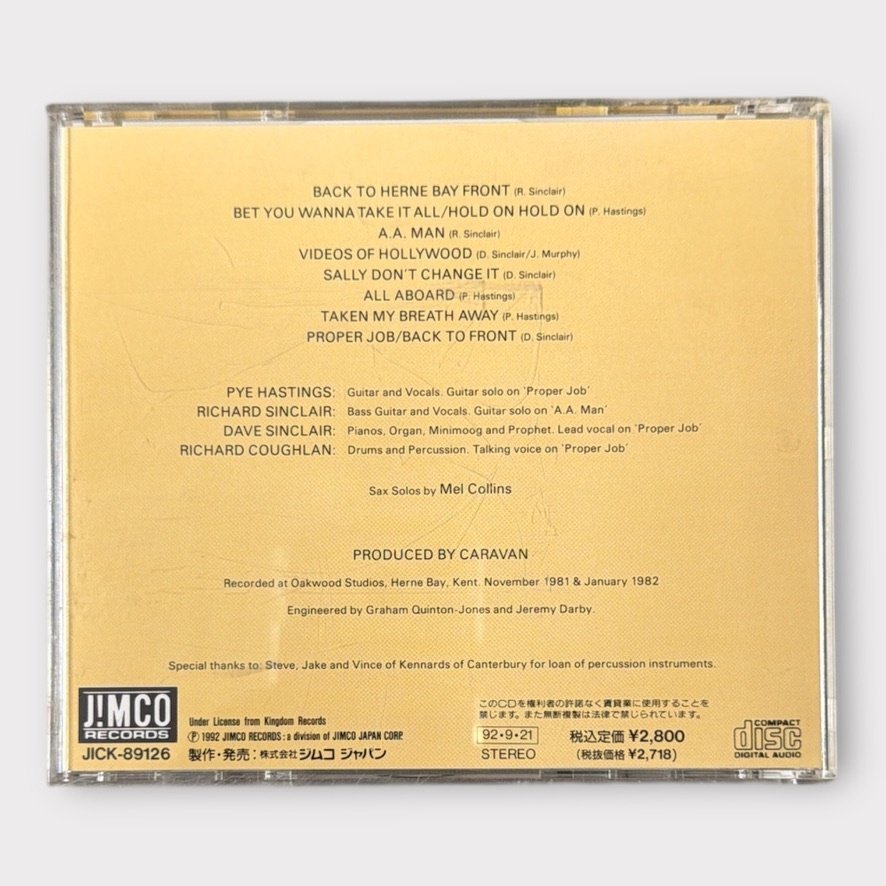 BACK TO HERNE BAY FRONT (R. Sinclair)
BET YOU WANNA TAKE IT ALL/HOLD ON HOLD ON (P. Hastings)
A.A. MAN (R. Sinclair)
VIDEOS OF HOLLYWOOD (D. Sinclair/J. Murphy)
SALLY DON'T CHANGE IT (D. Sinclair)
ALL ABOARD (P. Hastings)
TAKEN MY BREATH AWAY (P. Hastings)
PROPER JOB/BACK TO FRONT (D. Sinclair)
PYE HASTINGS: Guitar and Vocals. Guitar solo on 'Proper Job'
RICHARD SINCLAIR: Bass Guitar and Vocals. Guitar solo on 'A.A. Man'
DAVE SINCLAIR: Pianos, Organ, Minimoog and Prophet. Lead vocal on 'Proper Job'
RICHARD COUGHLAN: Drums and Percussion. Talking voice on 'Proper Job'
Sax Solos by Mel Collins
PRODUCED BY CARAVAN
Recorded at Oakwood Studios, Herne Bay, Kent. November 1981 & January 1982
Engineered by Graham Quinton-Jones and Jeremy Darby.
Special thanks to: Steve, Jake and Vince of Kennards of Canterbury for loan of percussion instruments.
J!MCO
RECORDS
JICK-89126
Under License from Kingdom Records
Ⓟ 1992 JIMCO RECORDS : a division of JIMCO JAPAN CORP.
製作・発売：株式会社ジムコ ジャパン
このCDを権利者の許諾なく賃貸業に使用することを
禁じます。また無断複製は法律で禁じられています。
92・9・21 税込定価 ¥2,800
STEREO (税抜価格 ¥2,718)
COMPACT
disc
DIGITAL AUDIO